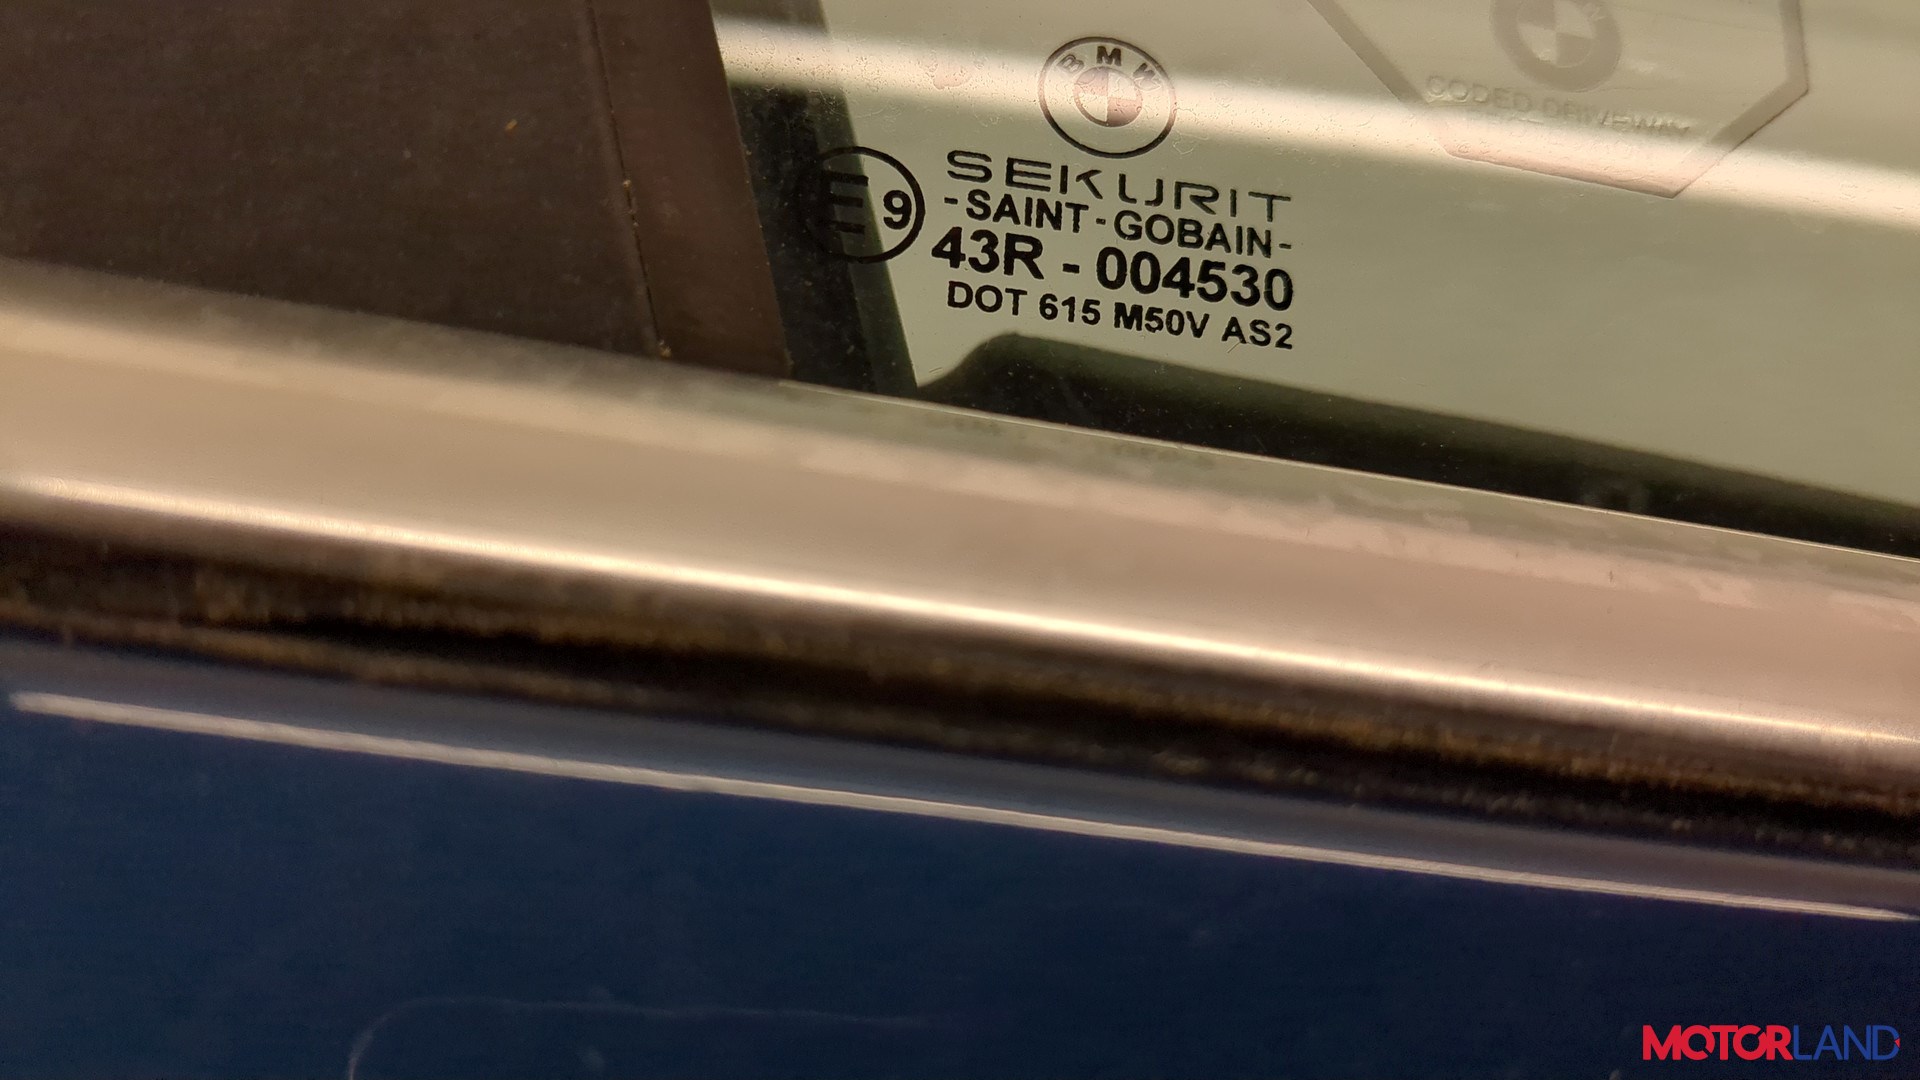 BMW
CODED DRIVEWAY
E9
SEKURIT
- SAINT - GOBAIN -
43R - 004530
DOT 615 M50V AS2
MOTORLAND